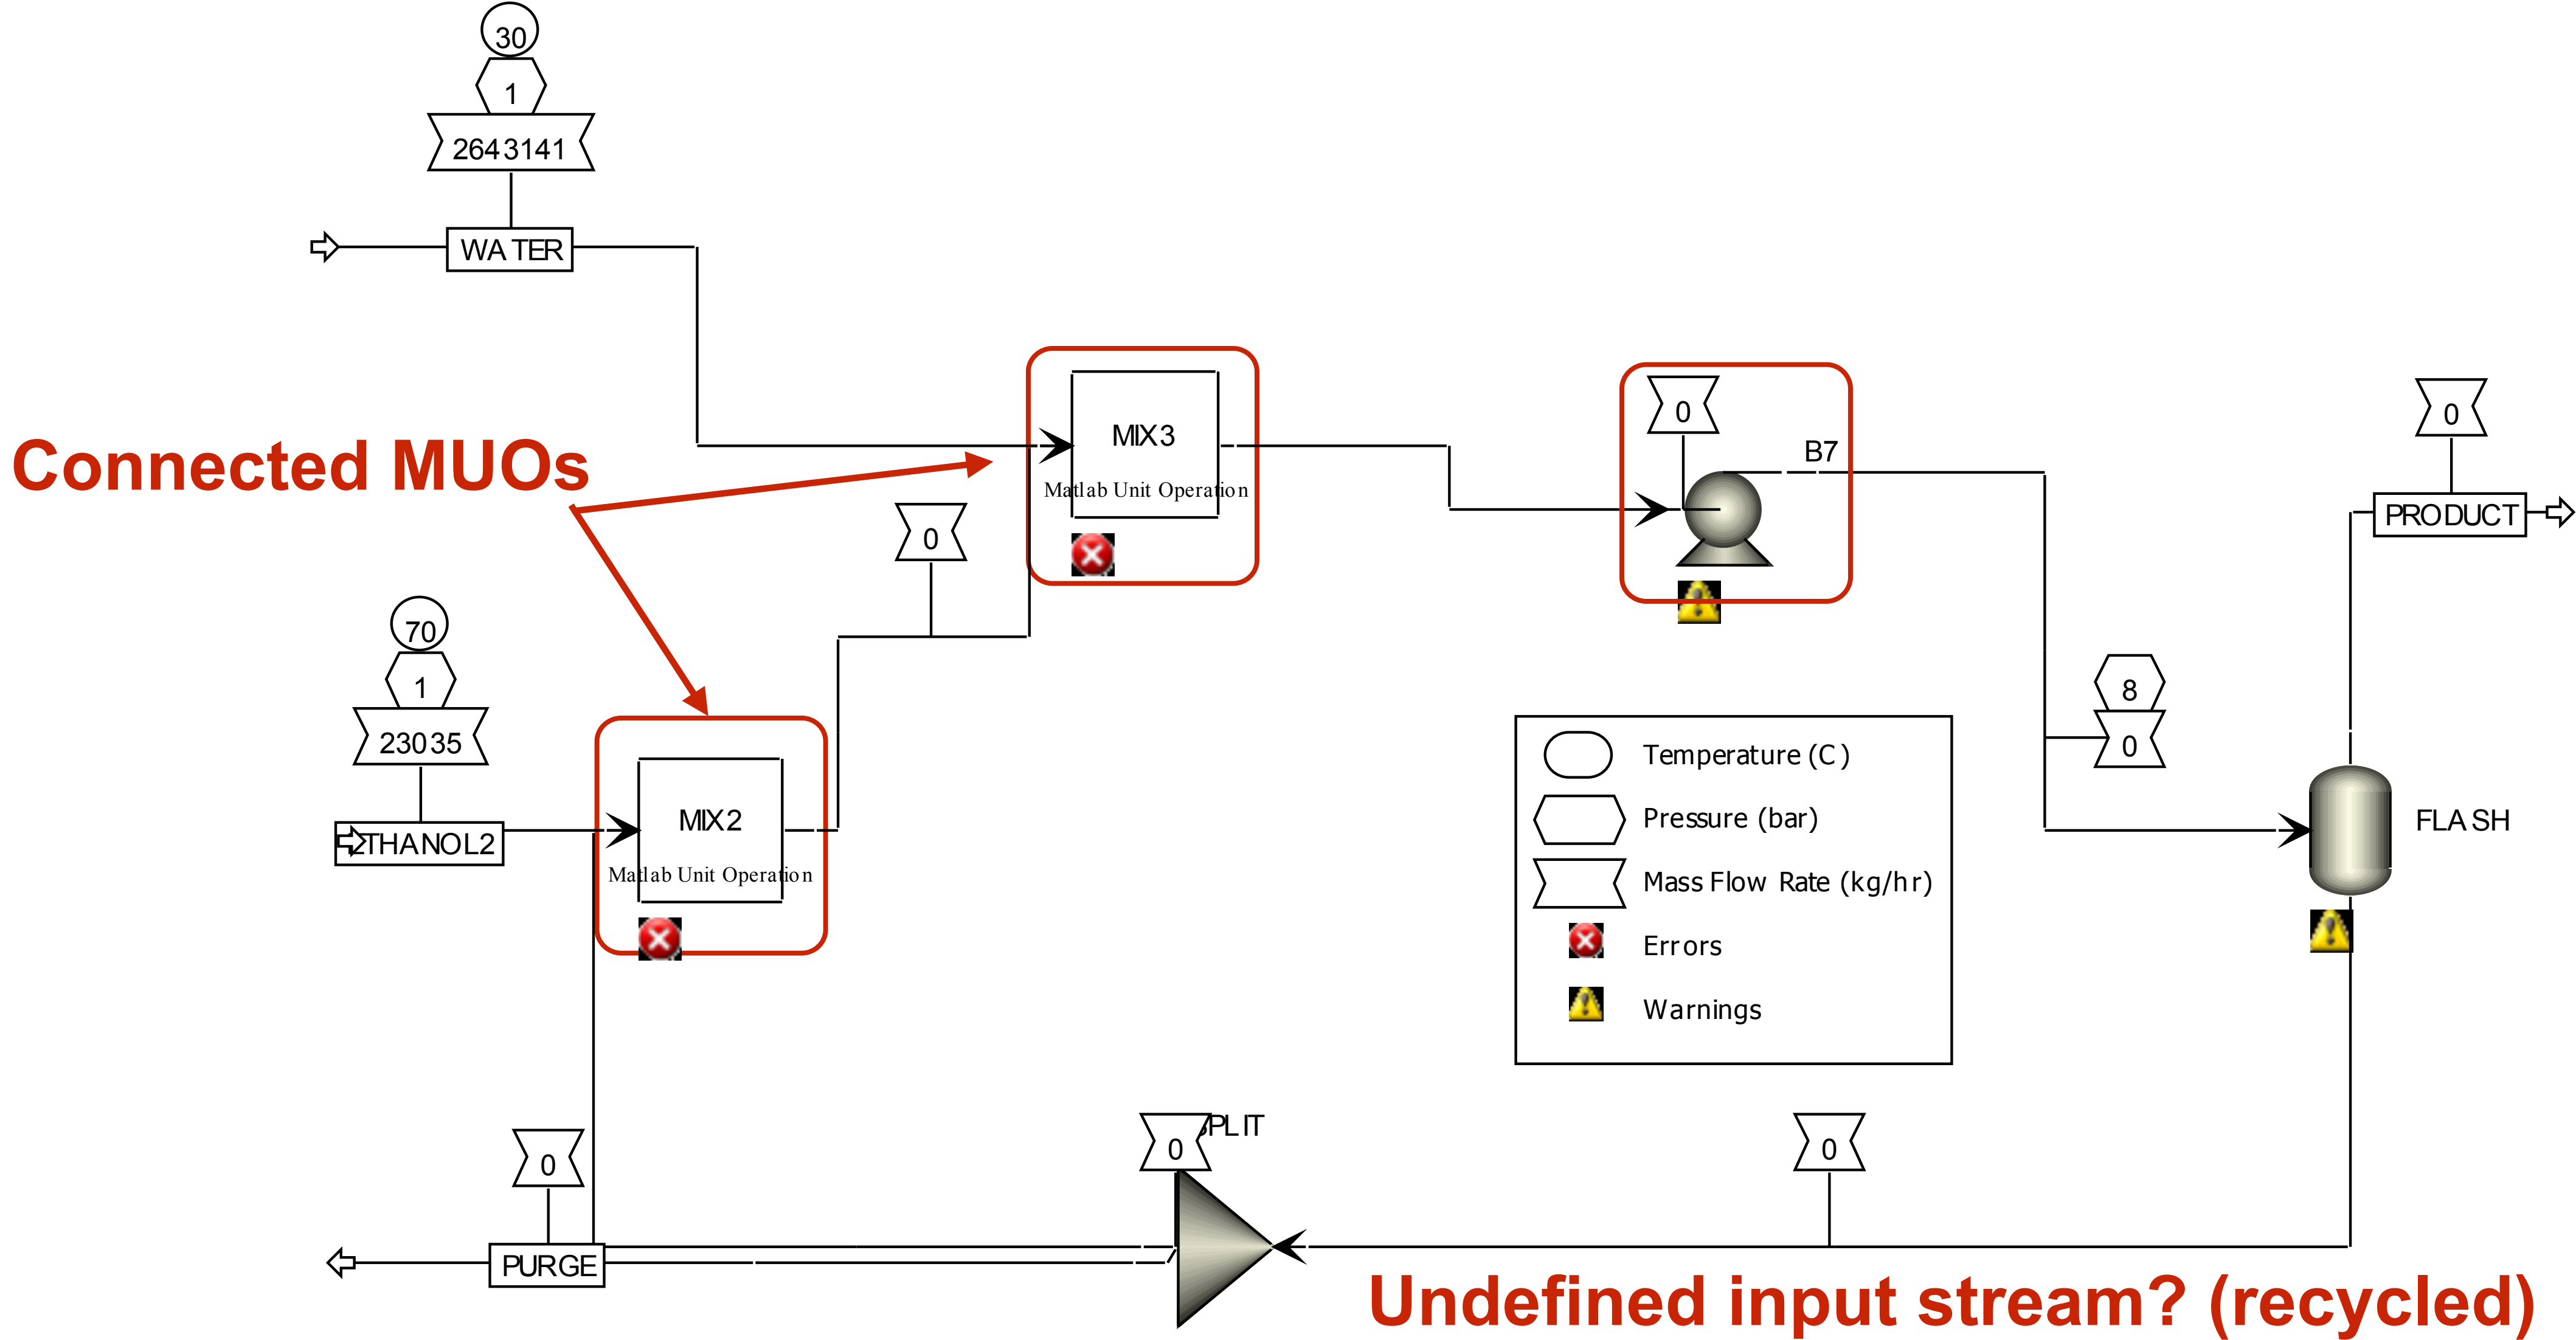 30
1
2643141
WATER
Connected MUOs
MIX3
Matlab Unit Operation
0
B7
0
PRODUCT
0
70
1
23035
THANOL2
MIX2
Matlab Unit Operation
8
0
FLASH
Temperature (C)
Pressure (bar)
Mass Flow Rate (kg/hr)
Errors
Warnings
0
PURGE
0
PLIT
0
Undefined input stream? (recycled)